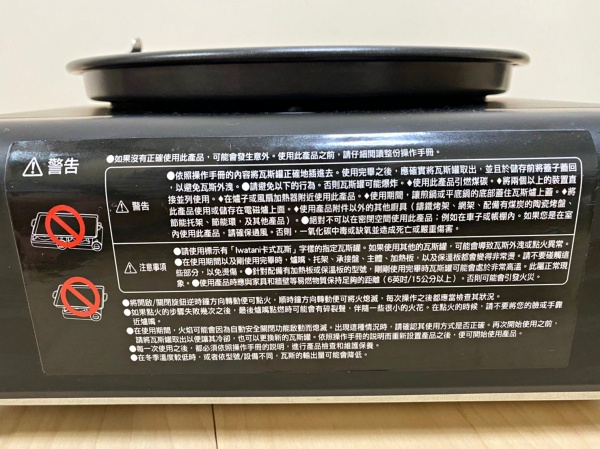 ●如果沒有正確使用此產品，可能會發生意外。使用此產品之前，請仔細閱讀整份操作手冊。
警告
警告
●依照操作手冊的內容將瓦斯罐正確地插進去。使用完畢之後，應確實將瓦斯罐取出，並且於儲存前將蓋子蓋回
，以避免瓦斯外洩。●請避免以下的行為。否則瓦斯罐可能爆炸。♦使用此產品引燃煤碳。♦將兩個以上的裝置直
接並列使用。♦在爐子或風扇加熱器附近使用此產品。♦使用期間，讓煎鍋或平底鍋的底部蓋住瓦斯爐上蓋。♦將
此產品使用或儲存在電磁爐上面。♦使用產品附件以外的其他廚具（鑄鐵烤架、網架、配備有煤炭的陶瓷烤盤、
節能托架、節能環，及其他產品）。●絕對不可以在密閉空間使用此產品；例如在車子或帳棚內。如果您是在室
內使用此產品，請確保通風。否則，一氧化碳中毒或缺氧並造成死亡或嚴重傷害。
注意事項
●請使用標示有「Iwatani卡式瓦斯」字樣的指定瓦斯罐。如果使用其他的瓦斯罐，可能會導致瓦斯外洩或點火異常。
●在使用期間以及剛使用完畢時，爐嘴、托架、承接盤、主體、加熱板，以及保溫板都會變得非常燙。請不要碰觸這
些部分，以免燙傷。●針對配備有加熱板或保溫板的型號，剛剛使用完畢時瓦斯罐可能會處於非常高溫。此屬正常現
象。●使用產品時應與家具和牆壁等易燃物質保持足夠的距離（6英吋/15公分以上）。否則可能會引發火災。
●將開啟/關閉旋鈕逆時鐘方向轉動便可點火，順時鐘方向轉動便可將火熄滅，每次操作之後都應當檢查其狀況。
●如果點火的步驟失敗幾次之後，最後爐嘴點燃時可能會有碎裂聲，伴隨一些很小的火花。在點火的時候，請不要將您的臉或手靠
近爐嘴。
●在使用期間，火焰可能會因為自動安全關閉功能啟動而熄滅。出現這種情況時，請確認其使用方式是否正確。再次開始使用之前，
請將瓦斯罐取出以便讓其冷卻，也可以更換新的瓦斯罐。依照操作手冊的說明而重新設置產品之後，便可開始使用產品。
●每一次使用之後，都必須依照操作手冊的說明，進行產品檢查和維護保養。
●在冬季溫度較低時，或者依型號/設備不同，瓦斯的輸出量可能會降低。